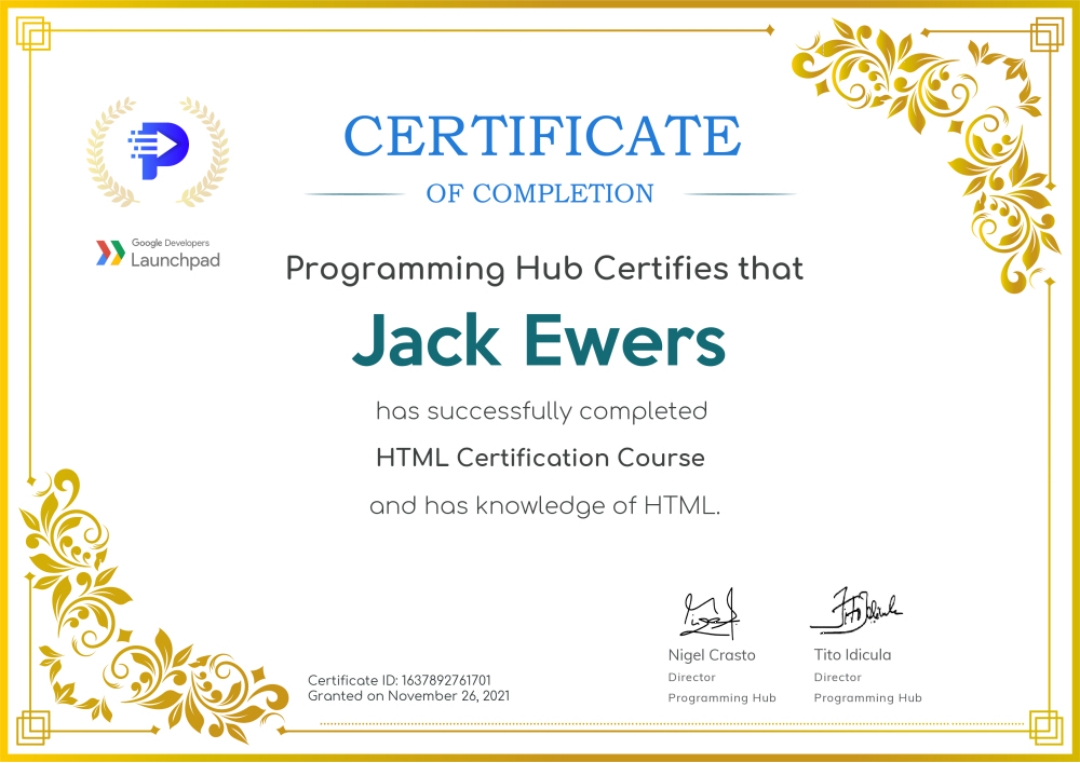 CERTIFICATE
OF COMPLETION
Google Developers
Launchpad
Programming Hub Certifies that
Jack Ewers
has successfully completed
HTML Certification Course
and has knowledge of HTML.
Certificate ID: 1637892761701
Granted on November 26, 2021
Nigel Crasto
Director
Programming Hub
Tito Idicula
Director
Programming Hub